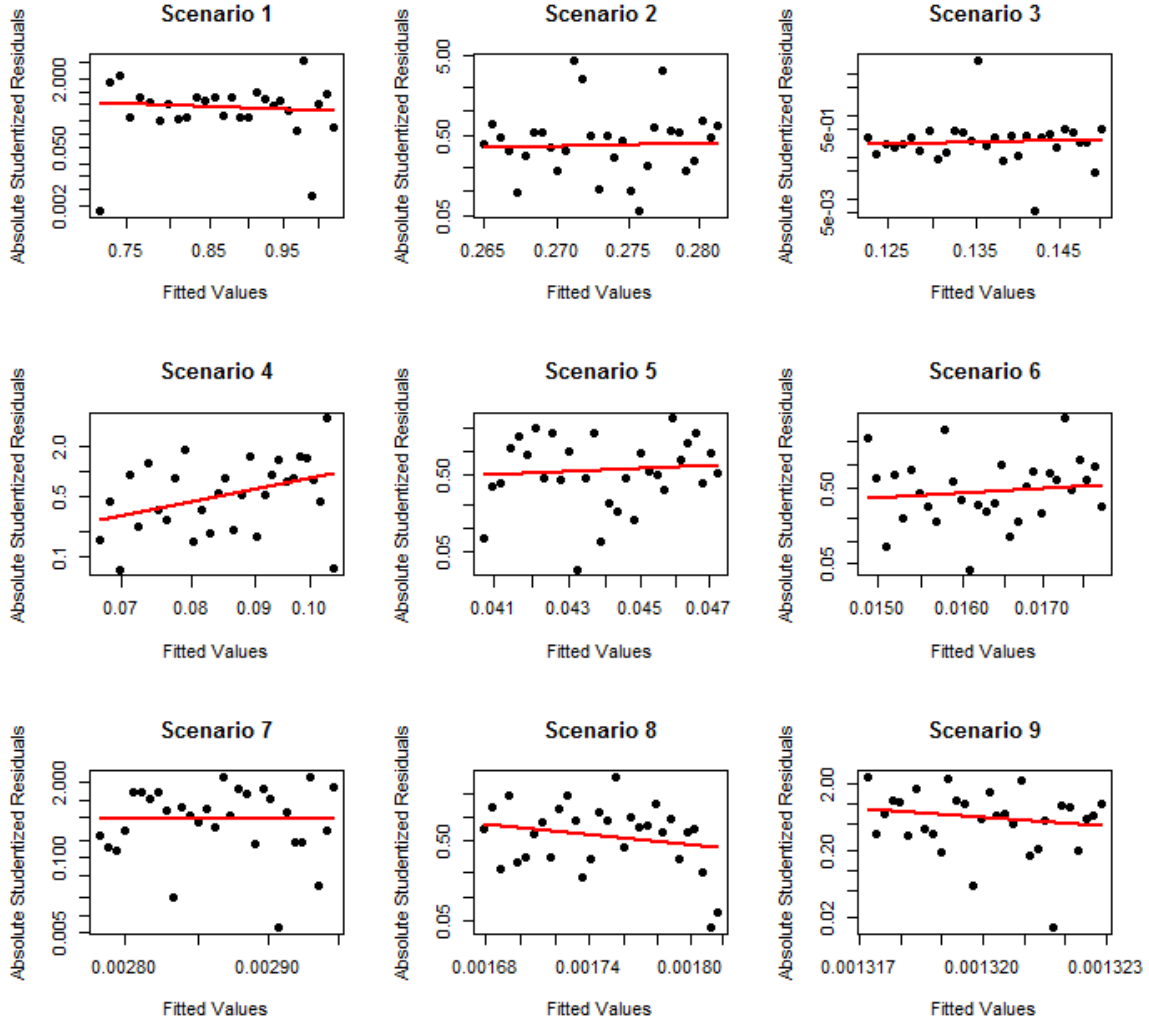 Scenario 1
Absolute Studentized Residuals
2.000
0.050
0.002
0.75 0.85 0.95
Fitted Values
Scenario 2
Absolute Studentized Residuals
5.00
0.50
0.05
0.265 0.270 0.275 0.280
Fitted Values
Scenario 3
Absolute Studentized Residuals
5e-01
5e-03
0.125 0.135 0.145
Fitted Values
Scenario 4
Absolute Studentized Residuals
2.0
0.5
0.1
0.07 0.08 0.09 0.10
Fitted Values
Scenario 5
Absolute Studentized Residuals
0.50
0.05
0.041 0.043 0.045 0.047
Fitted Values
Scenario 6
Absolute Studentized Residuals
0.50
0.05
0.0150 0.0160 0.0170
Fitted Values
Scenario 7
Absolute Studentized Residuals
2.000
0.100
0.005
0.00280 0.00290
Fitted Values
Scenario 8
Absolute Studentized Residuals
0.50
0.05
0.00168 0.00174 0.00180
Fitted Values
Scenario 9
Absolute Studentized Residuals
2.00
0.20
0.02
0.001317 0.001320 0.001323
Fitted Values